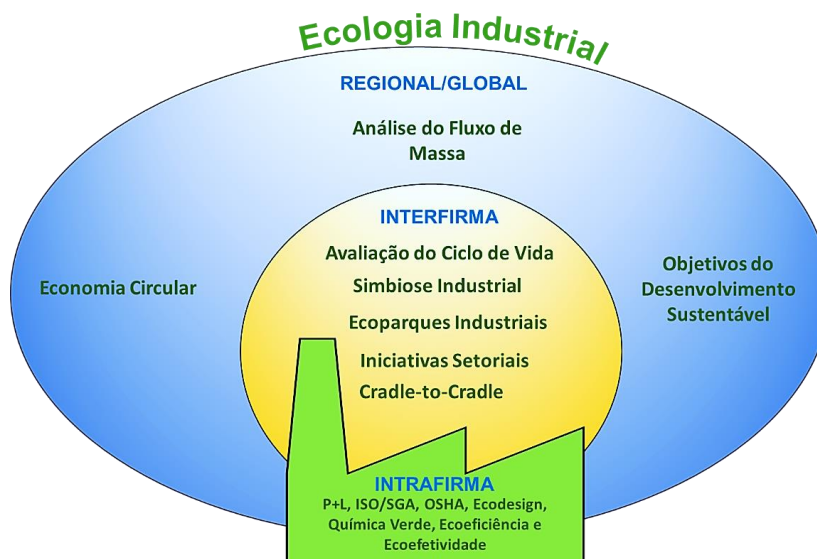 Ecologia Industrial
REGIONAL/GLOBAL
Análise do Fluxo de
Massa
INTERFIRMA
Avaliação do Ciclo de Vida
Simbiose Industrial
Ecoparques Industriais
Iniciativas Setoriais
Cradle-to-Cradle
Economia Circular
Objetivos do
Desenvolvimento
Sustentável
INTRAFIRMA
P+L, ISO/SGA, OSHA, Ecodesign,
Química Verde, Ecoeficiência e
Ecoefetividade